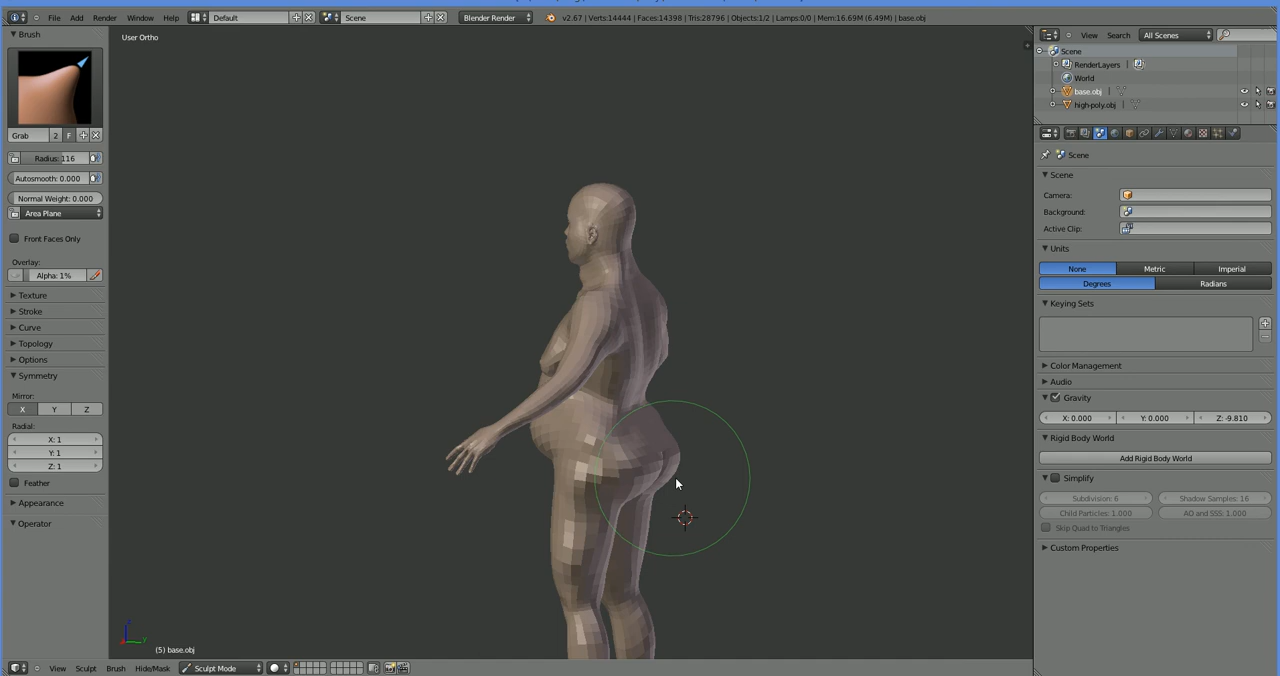 File Add Render Window Help Default Scene Blender Render v2.67 | Verts:14444 | Faces:14398 | Tris:28796 | Objects:1/2 | Lamps:0/0 | Mem:16.69M (6.49M) | base.obj
Brush
User Ortho
View Search All Scenes
Scene
RenderLayers
World
base.obj
high-poly.obj
Grab 2 F
Radius: 116
Autosmooth: 0.000
Normal Weight: 0.000
Area Plane
Front Faces Only
Overlay:
Alpha: 1%
Texture
Stroke
Curve
Topology
Options
Symmetry
Mirror:
X Y Z
Radial:
X: 1
Y: 1
Z: 1
Feather
Appearance
Operator
Scene
Scene
Camera:
Background:
Active Clip:
Units
None Metric Imperial
Degrees Radians
Keying Sets
Color Management
Audio
Gravity
X: 0.000 Y: 0.000 Z: -9.810
Rigid Body World
Add Rigid Body World
Simplify
Subdivision: 6 Shadow Samples: 16
Child Particles: 1.000 AO and SSS: 1.000
Skip Quad to Triangles
Custom Properties
z
y
(5) base.obj
View Sculpt Brush Hide/Mask Sculpt Mode